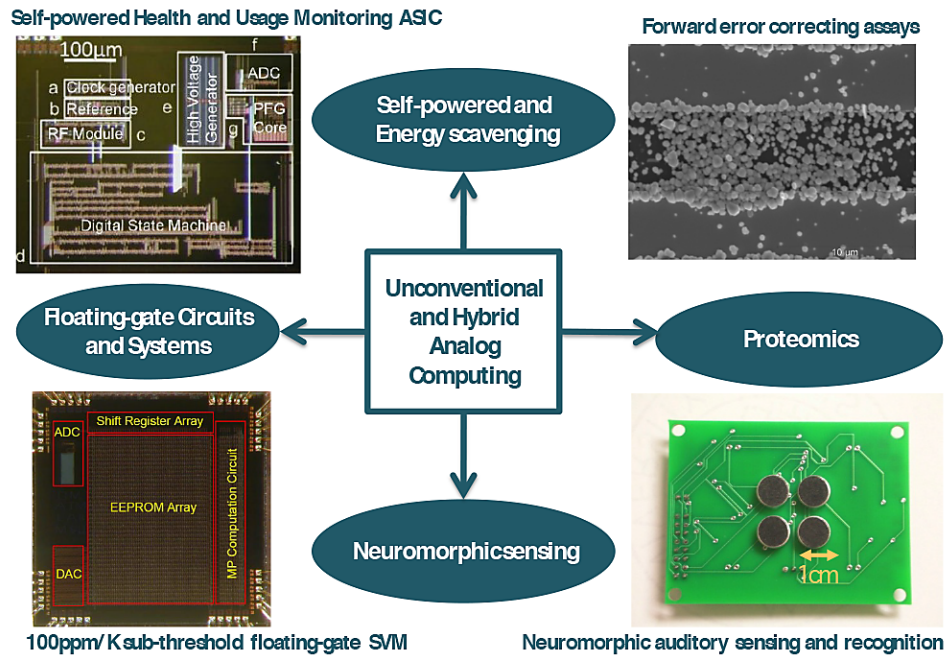 Self-powered Health and Usage Monitoring ASIC
100μm
f
ADC
a
Clock generator
b
Reference
e
High Voltage
Generator
PFG
Core
RF Module
c
g
Digital State Machine
d
Forward error correcting assays
10 μm
Self-powered and
Energy scavenging
Floating-gate Circuits
and Systems
Unconventional
and Hybrid
Analog
Computing
Proteomics
Neuromorphicsensing
Shift Register Array
ADC
EEPROM Array
MP Computation Circuit
DAC
100ppm/K sub-threshold floating-gate SVM
1cm
Neuromorphic auditory sensing and recognition